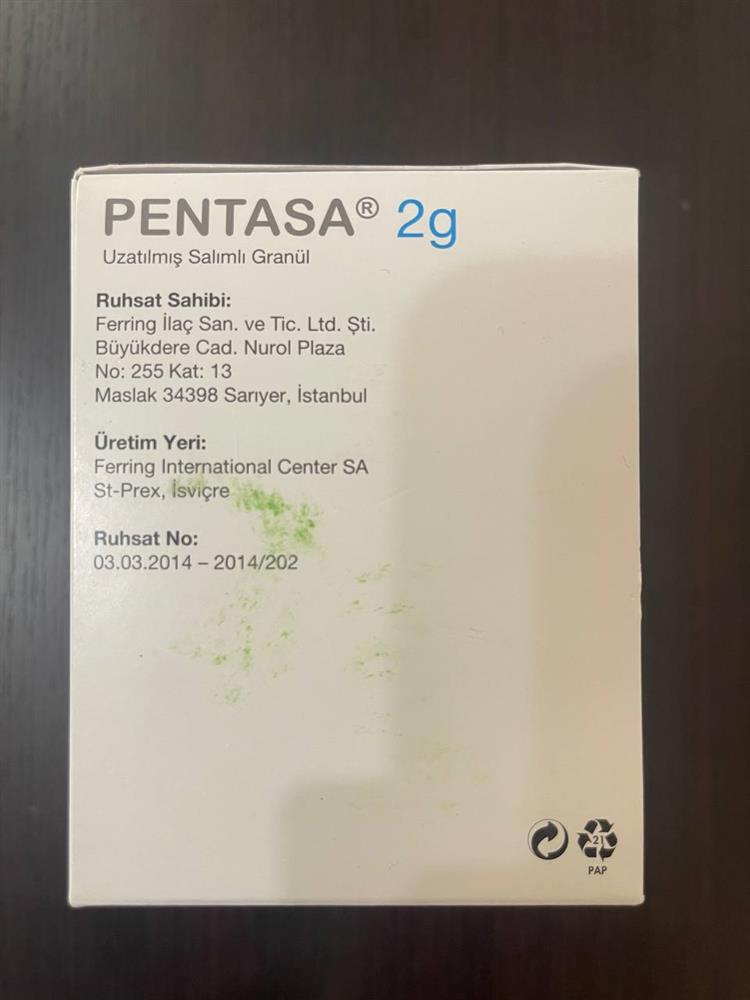 PENTASA® 2g
Uzatılmış Salımlı Granül
Ruhsat Sahibi:
Ferring İlaç San. ve Tic. Ltd. Şti.
Büyükdere Cad. Nurol Plaza
No: 255 Kat: 13
Maslak 34398 Sarıyer, İstanbul
Üretim Yeri:
Ferring International Center SA
St-Prex, İsviçre
Ruhsat No:
03.03.2014 – 2014/202
21
PAP